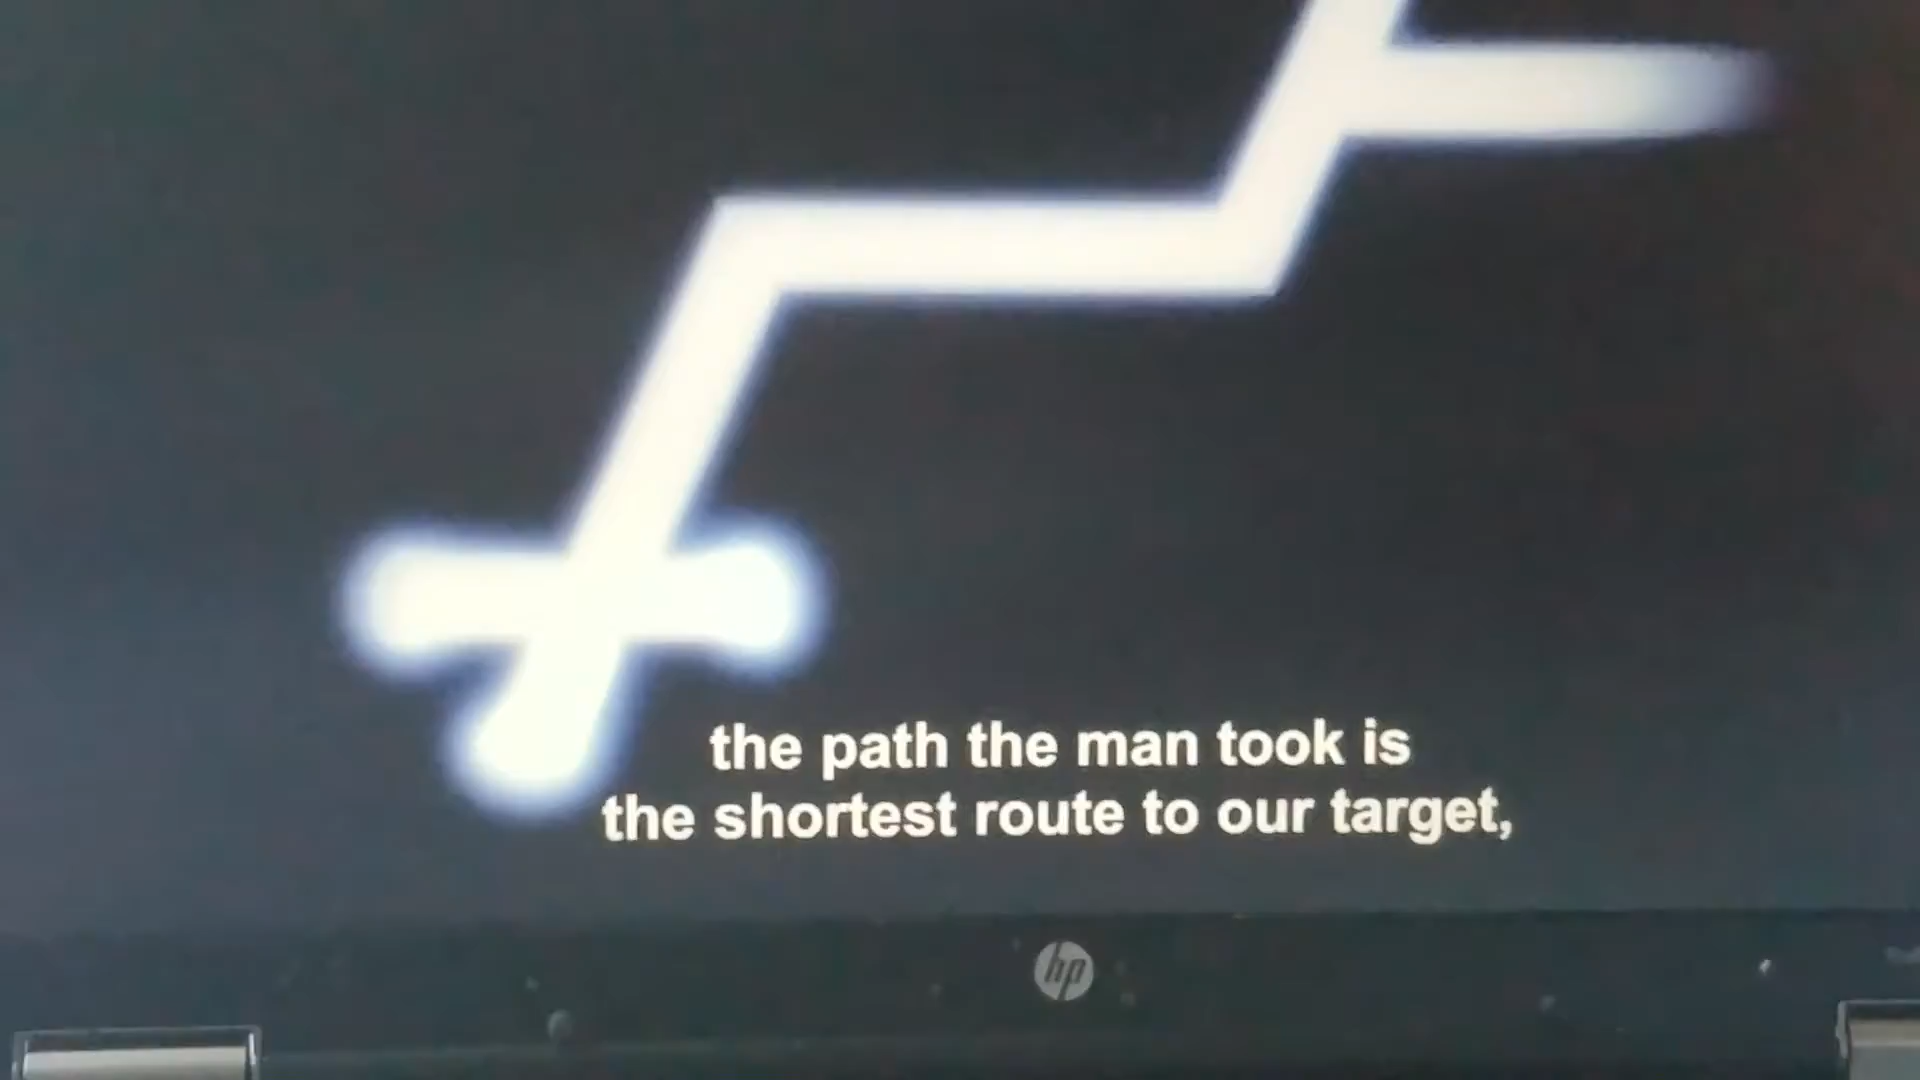 the path the man took is
the shortest route to our target,
hp